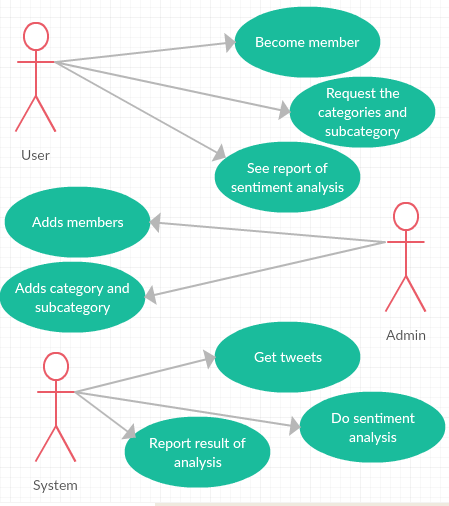 Become member
Request the
categories and
subcategory
User
See report of
sentiment analysis
Adds members
Adds category and
subcategory
Admin
Get tweets
Do sentiment
analysis
Report result of
analysis
System